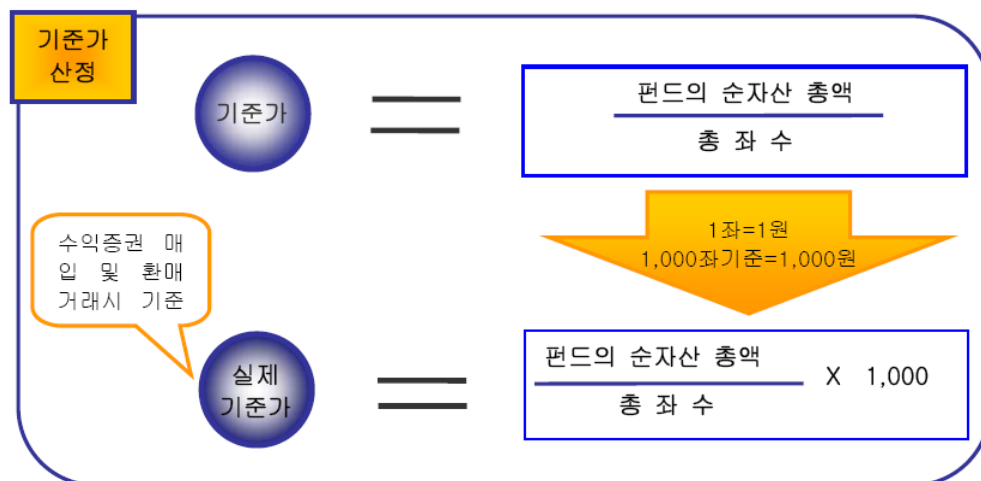 기준가
산정
기준가
펀드의 순자산 총액
총 좌 수
1좌=1원
1,000좌기준=1,000원
수익증권 매
입 및 환매
거래시 기준
실제
기준가
펀드의 순자산 총액
총 좌 수
X 1,000